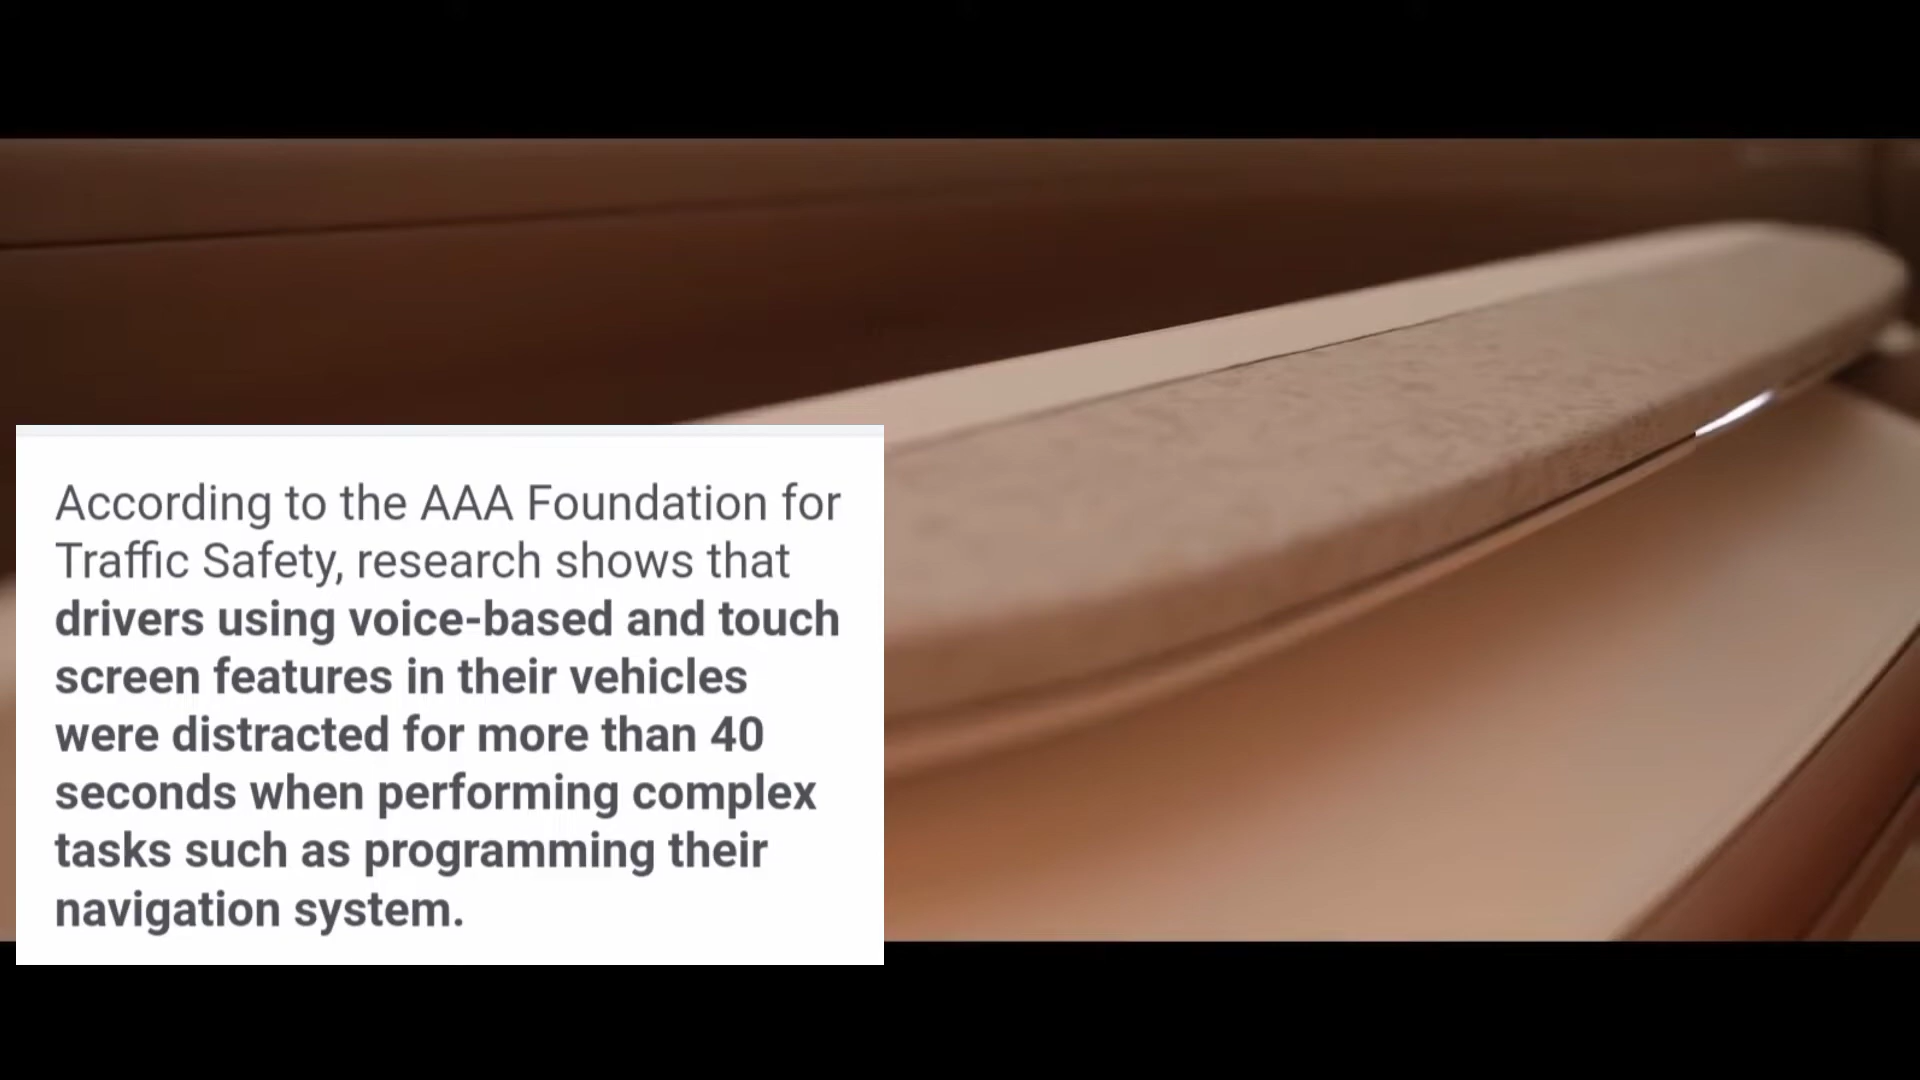 According to the AAA Foundation for
Traffic Safety, research shows that
drivers using voice-based and touch
screen features in their vehicles
were distracted for more than 40
seconds when performing complex
tasks such as programming their
navigation system.